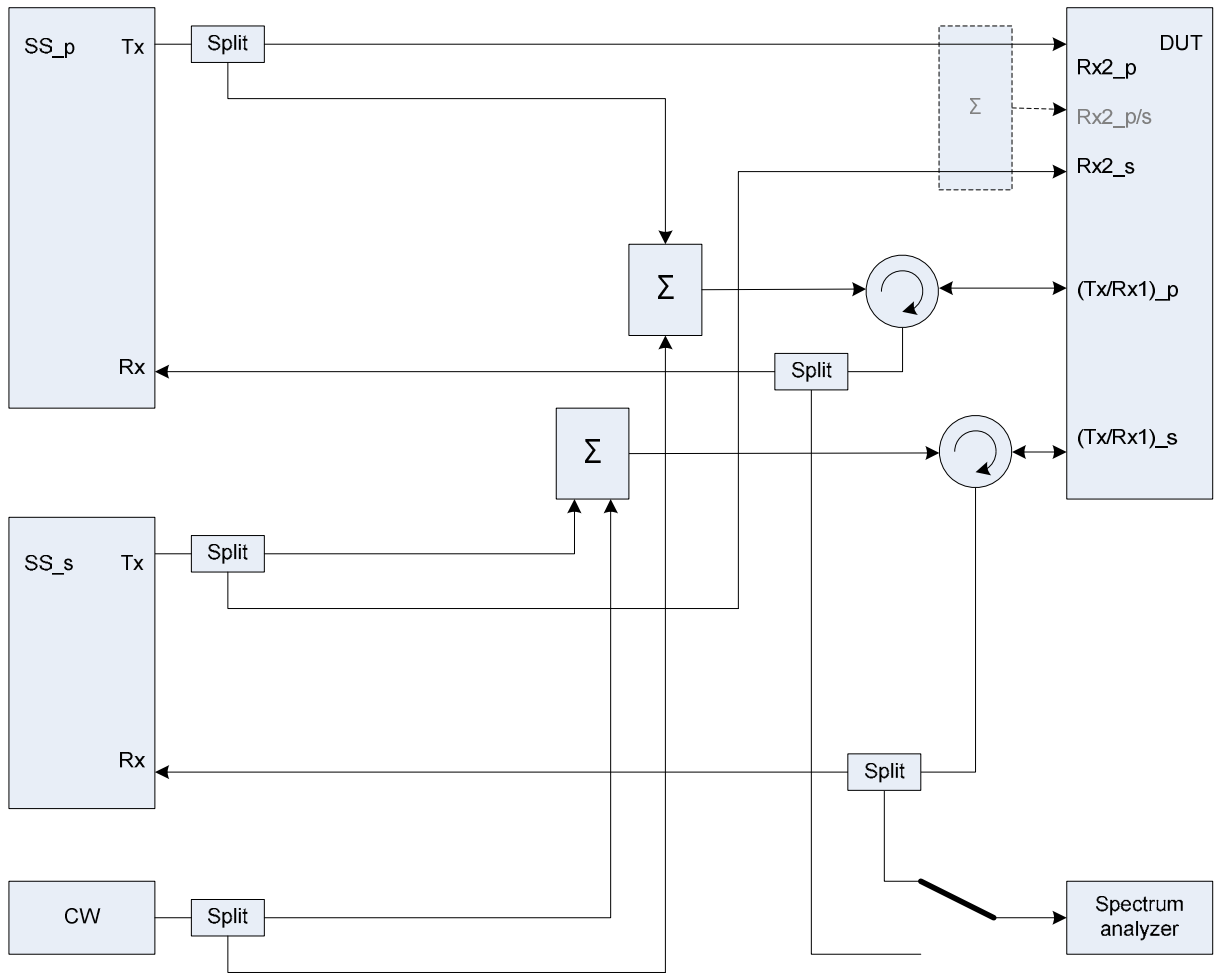 SS_p Tx Split DUT
Rx2_p
Σ Rx2_p/s
Rx2_s
Σ (Tx/Rx1)_p
Rx Split
Σ (Tx/Rx1)_s
SS_s Tx Split
Rx Split
CW Split Spectrum
analyzer